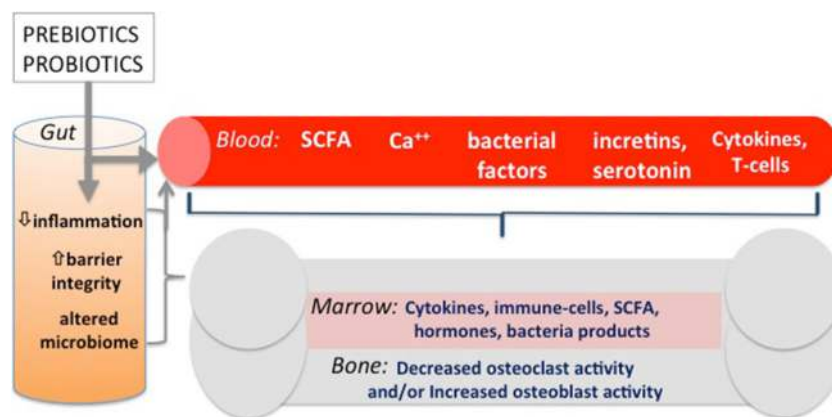 PREBIOTICS
PROBIOTICS
Gut
⇩inflammation
⇧barrier
integrity
altered
microbiome
Blood: SCFA Ca⁺⁺ bacterial factors incretins, serotonin Cytokines, T-cells
Marrow: Cytokines, immune-cells, SCFA,
hormones, bacteria products
Bone: Decreased osteoclast activity
and/or Increased osteoblast activity